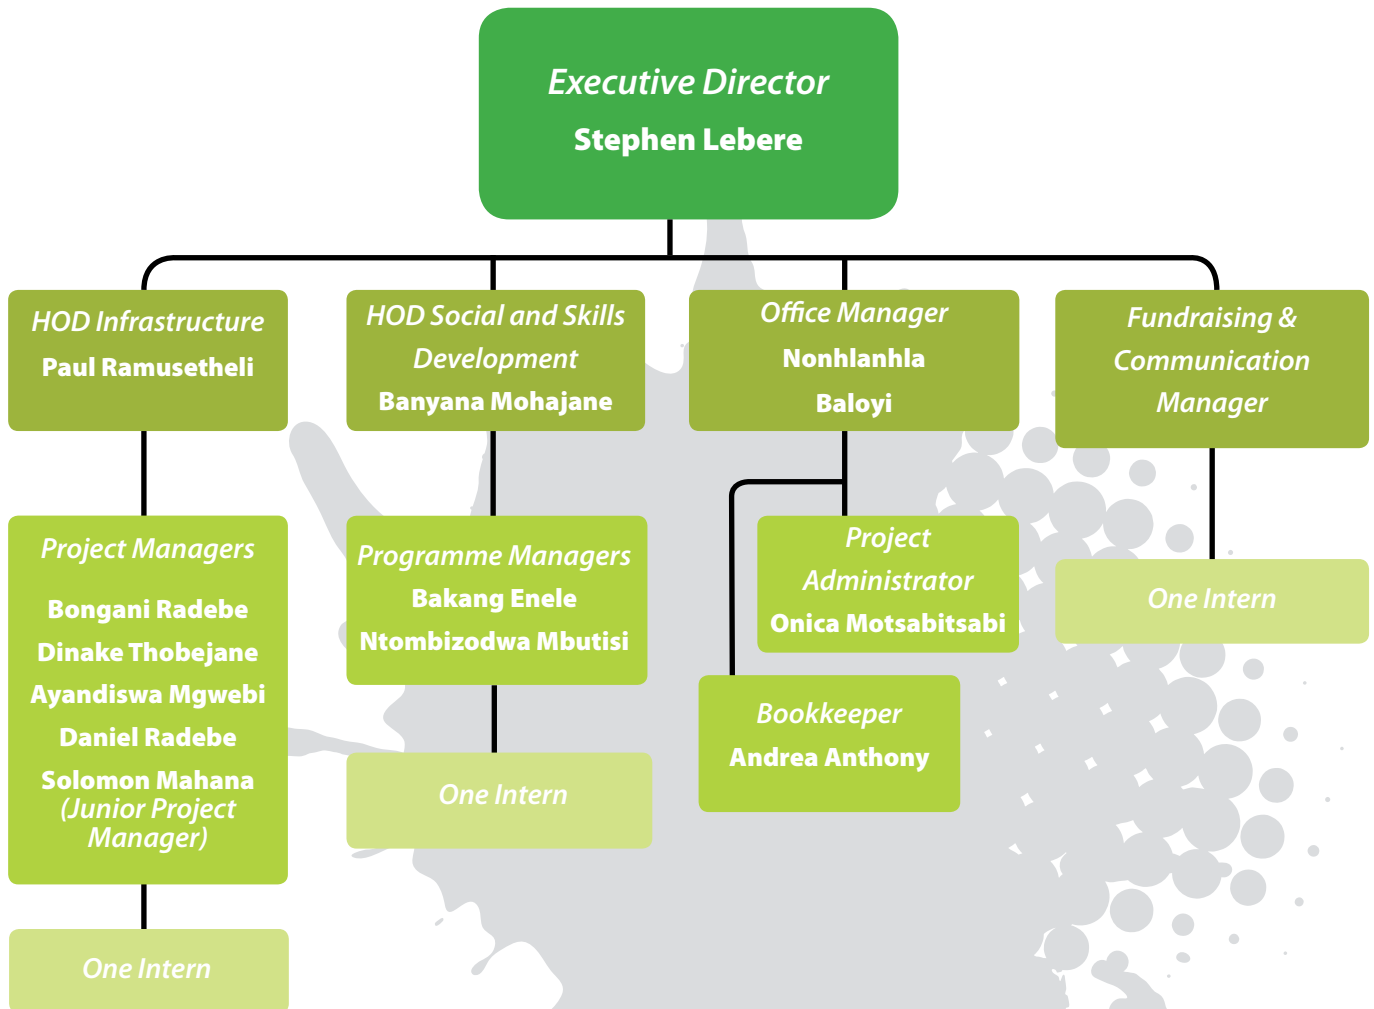 Executive Director
Stephen Lebere
HOD Infrastructure
Paul Ramusetheli
HOD Social and Skills
Development
Banyana Mohajane
Office Manager
Nonhlanhla
Baloyi
Fundraising &
Communication
Manager
Project Managers
Bongani Radebe
Dinake Thobejane
Ayandiswa Mgwebi
Daniel Radebe
Solomon Mahana
(Junior Project
Manager)
One Intern
Programme Managers
Bakang Enele
Ntombizodwa Mbutisi
One Intern
Project
Administrator
Onica Motsabitsabi
Bookkeeper
Andrea Anthony
One Intern